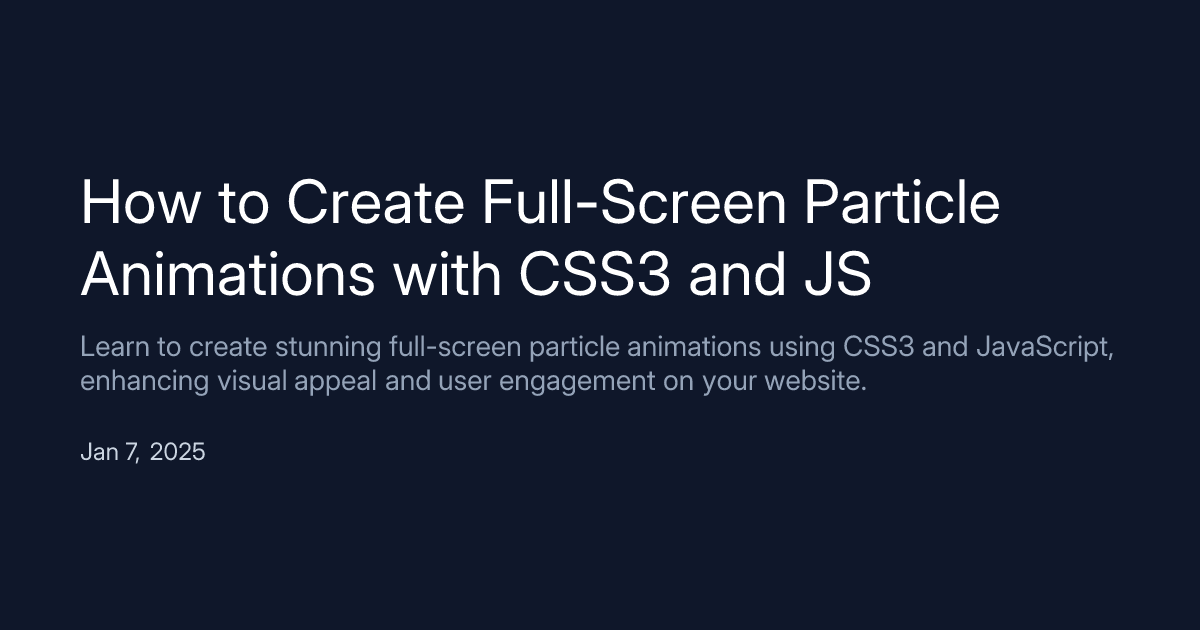 How to Create Full-Screen Particle
Animations with CSS3 and JS
Learn to create stunning full-screen particle animations using CSS3 and JavaScript,
enhancing visual appeal and user engagement on your website.
Jan 7, 2025